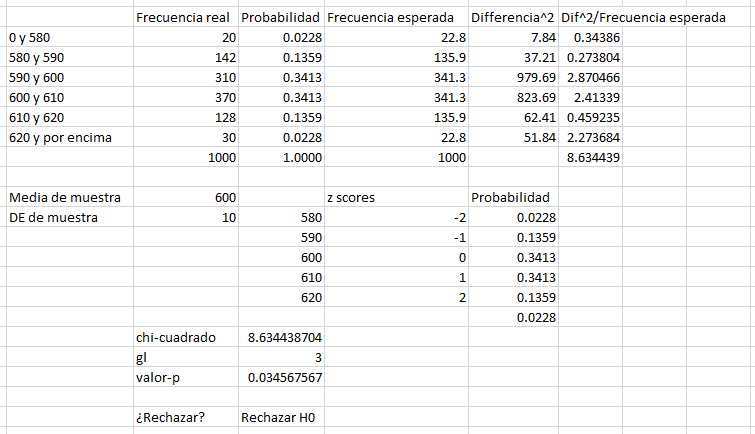 Frecuencia real Probabilidad Frecuencia esperada Differencia^2 Dif^2/Frecuencia esperada
0 y 580 20 0.0228 22.8 7.84 0.34386
580 y 590 142 0.1359 135.9 37.21 0.273804
590 y 600 310 0.3413 341.3 979.69 2.870466
600 y 610 370 0.3413 341.3 823.69 2.41339
610 y 620 128 0.1359 135.9 62.41 0.459235
620 y por encima 30 0.0228 22.8 51.84 2.273684
1000 1.0000 1000 8.634439
Media de muestra 600 z scores Probabilidad
DE de muestra 10 580 -2 0.0228
590 -1 0.1359
600 0 0.3413
610 1 0.3413
620 2 0.1359
0.0228
chi-cuadrado 8.634438704
gl 3
valor-p 0.034567567
¿Rechazar? Rechazar H0